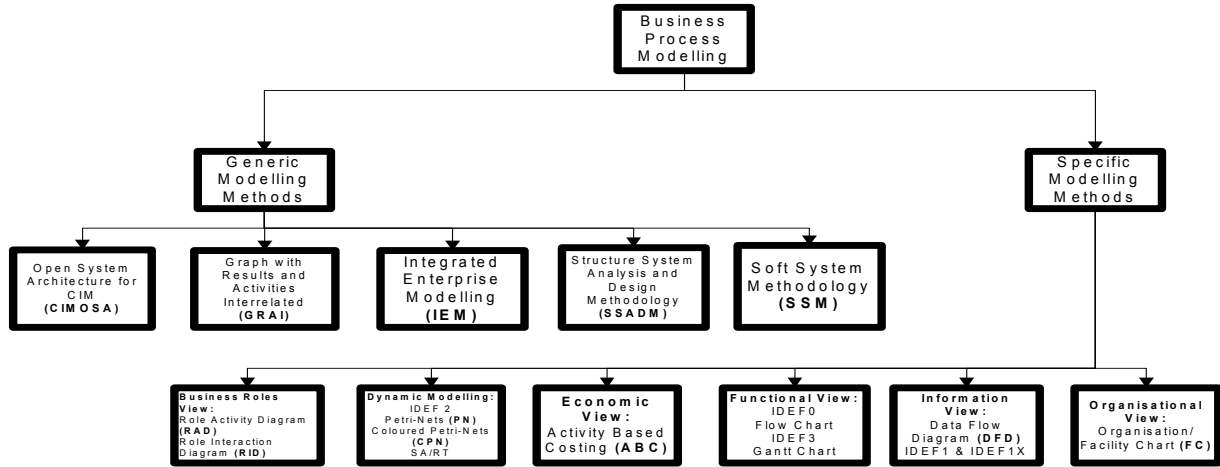 Business
Process
Modelling
Generic
Modelling
Methods
Specific
Modelling
Methods
Open System
Architecture for
CIM
(CIMOSA)
Graph with
Results and
Activities
Interrelated
(GRAI)
Integrated
Enterprise
Modelling
(IEM)
Structure System
Analysis and
Design
Methodology
(SSADM)
Soft System
Methodology
(SSM)
Business Roles
View:
Role Activity Diagram
(RAD)
Role Interaction
Diagram (RID)
Dynamic Modelling:
IDEF 2
Petri-Nets (PN)
Coloured Petri-Nets
(CPN)
SA/RT
Economic
View:
Activity Based
Costing (ABC)
Functional View:
IDEF0
Flow Chart
IDEF3
Gantt Chart
Information
View:
Data Flow
Diagram (DFD)
IDEF1 & IDEF1X
Organisational
View:
Organisation/
Facility Chart (FC)